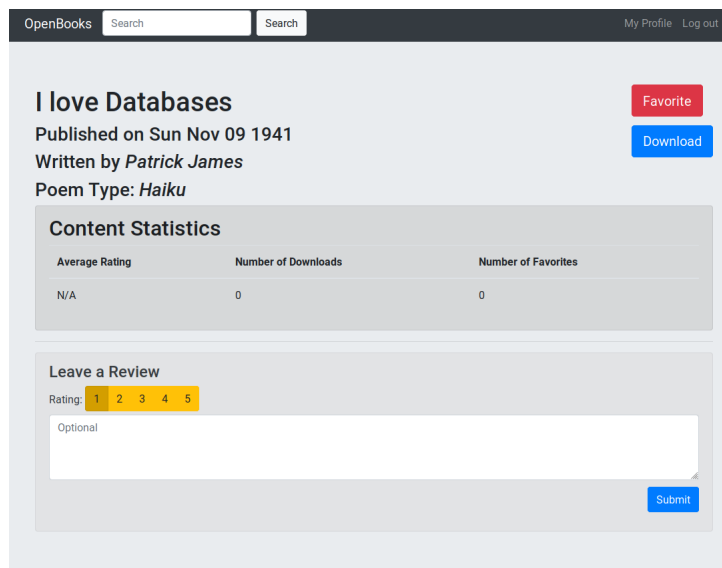 OpenBooks Search Search My Profile Log out
I love Databases
Favorite
Published on Sun Nov 09 1941
Download
Written by Patrick James
Poem Type: Haiku
Content Statistics
Average Rating Number of Downloads Number of Favorites
N/A 0 0
Leave a Review
Rating: 1 2 3 4 5
Optional
Submit